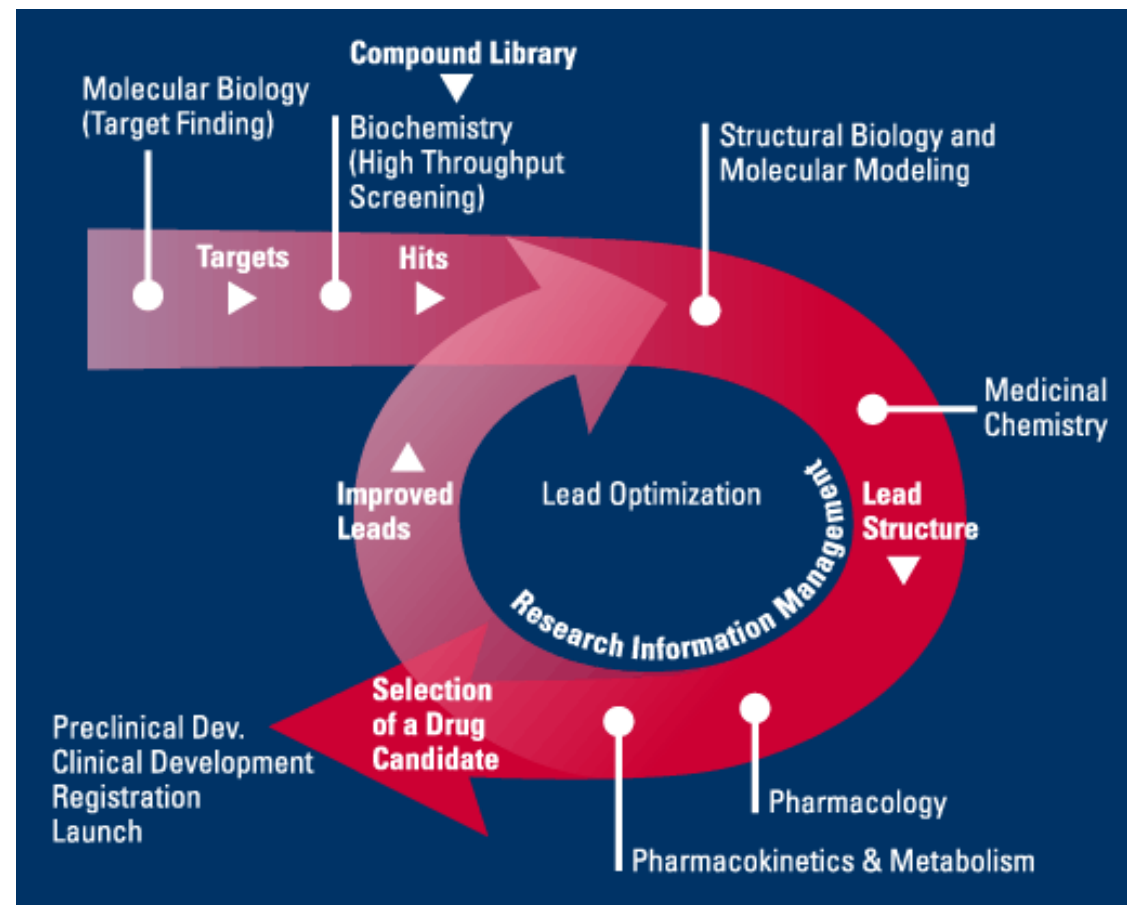 Compound Library
Molecular Biology
(Target Finding)
Biochemistry
(High Throughput
Screening)
Structural Biology and
Molecular Modeling
Targets
Hits
Medicinal
Chemistry
Improved
Leads
Lead Optimization
Lead
Structure
Research Information Management
Selection
of a Drug
Candidate
Preclinical Dev.
Clinical Development
Registration
Launch
Pharmacology
Pharmacokinetics & Metabolism